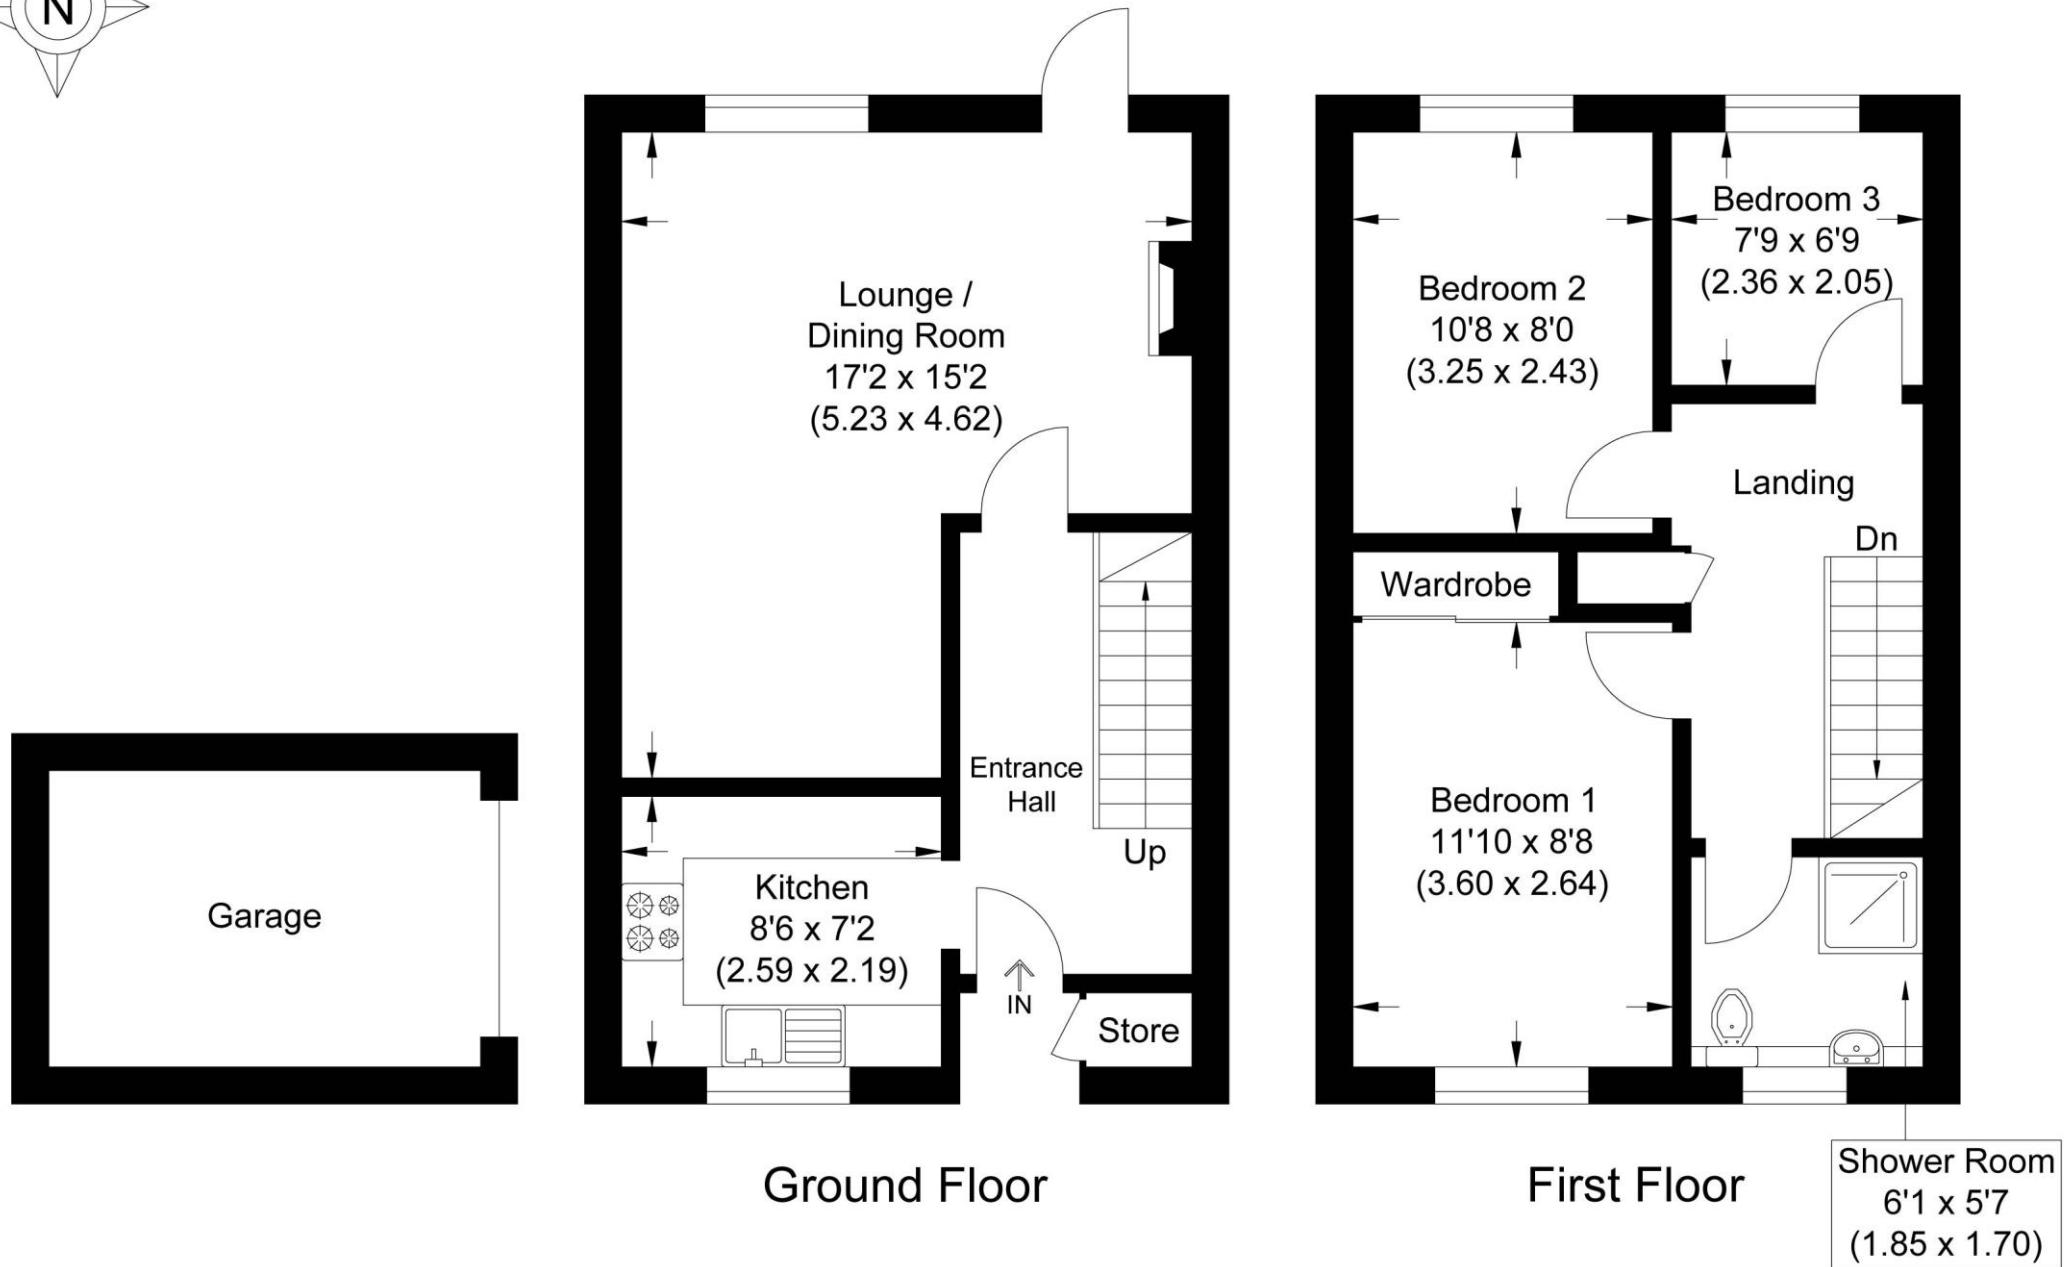 N
Lounge /
Dining Room
17'2 x 15'2
(5.23 x 4.62)
Entrance
Hall
Up
Kitchen
8'6 x 7'2
(2.59 x 2.19)
IN
Store
Garage
Ground Floor
Bedroom 2
10'8 x 8'0
(3.25 x 2.43)
Bedroom 3
7'9 x 6'9
(2.36 x 2.05)
Landing
Dn
Wardrobe
Bedroom 1
11'10 x 8'8
(3.60 x 2.64)
First Floor
Shower Room
6'1 x 5'7
(1.85 x 1.70)